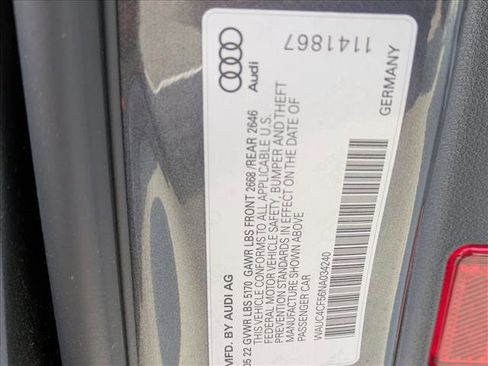 Audi
1141867
GERMANY
MFD. BY AUDI AG
05 22 GVWR LBS 5170 GAWR LBS FRONT 2668/REAR 2646
THIS VEHICLE CONFORMS TO ALL APPLICABLE U.S.
FEDERAL MOTOR VEHICLE SAFETY, BUMPER AND THEFT
PREVENTION STANDARDS IN EFFECT ON THE DATE OF
MANUFACTURE SHOWN ABOVE
PASSENGER CAR
WAUC4CF56NA034240